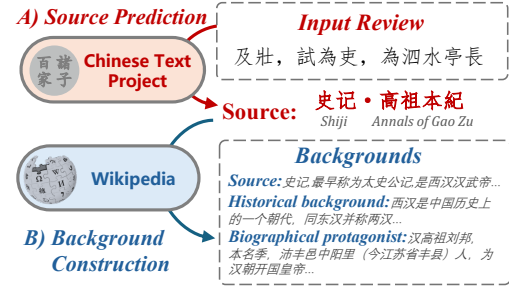 A) Source Prediction
Input Review
及壯，試為吏，為泗水亭長
百諸家子
Chinese Text
Project
Source: 史记・高祖本紀
Shiji Annals of Gao Zu
Wikipedia
Backgrounds
Source:史记,最早称为太史公记,是西汉汉武帝...
Historical background:西汉是中国历史上
的一个朝代，同东汉并称两汉...
Biographical protagonist:汉高祖刘邦，
本名季，沛丰邑中阳里（今江苏省丰县）人，为
汉朝开国皇帝...
B) Background
Construction